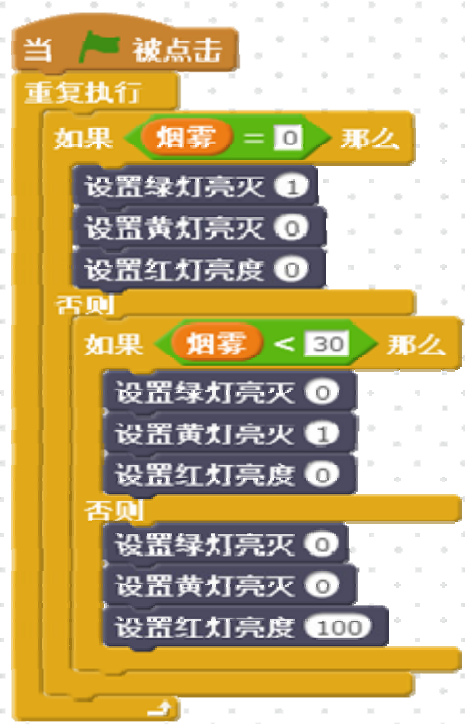 当 被点击
重复执行
如果 烟雾 = 0 那么
设置绿灯亮灭 1
设置黄灯亮灭 0
设置红灯亮度 0
否则
如果 烟雾 < 30 那么
设置绿灯亮灭 0
设置黄灯亮灭 1
设置红灯亮度 0
否则
设置绿灯亮灭 0
设置黄灯亮灭 0
设置红灯亮度 100